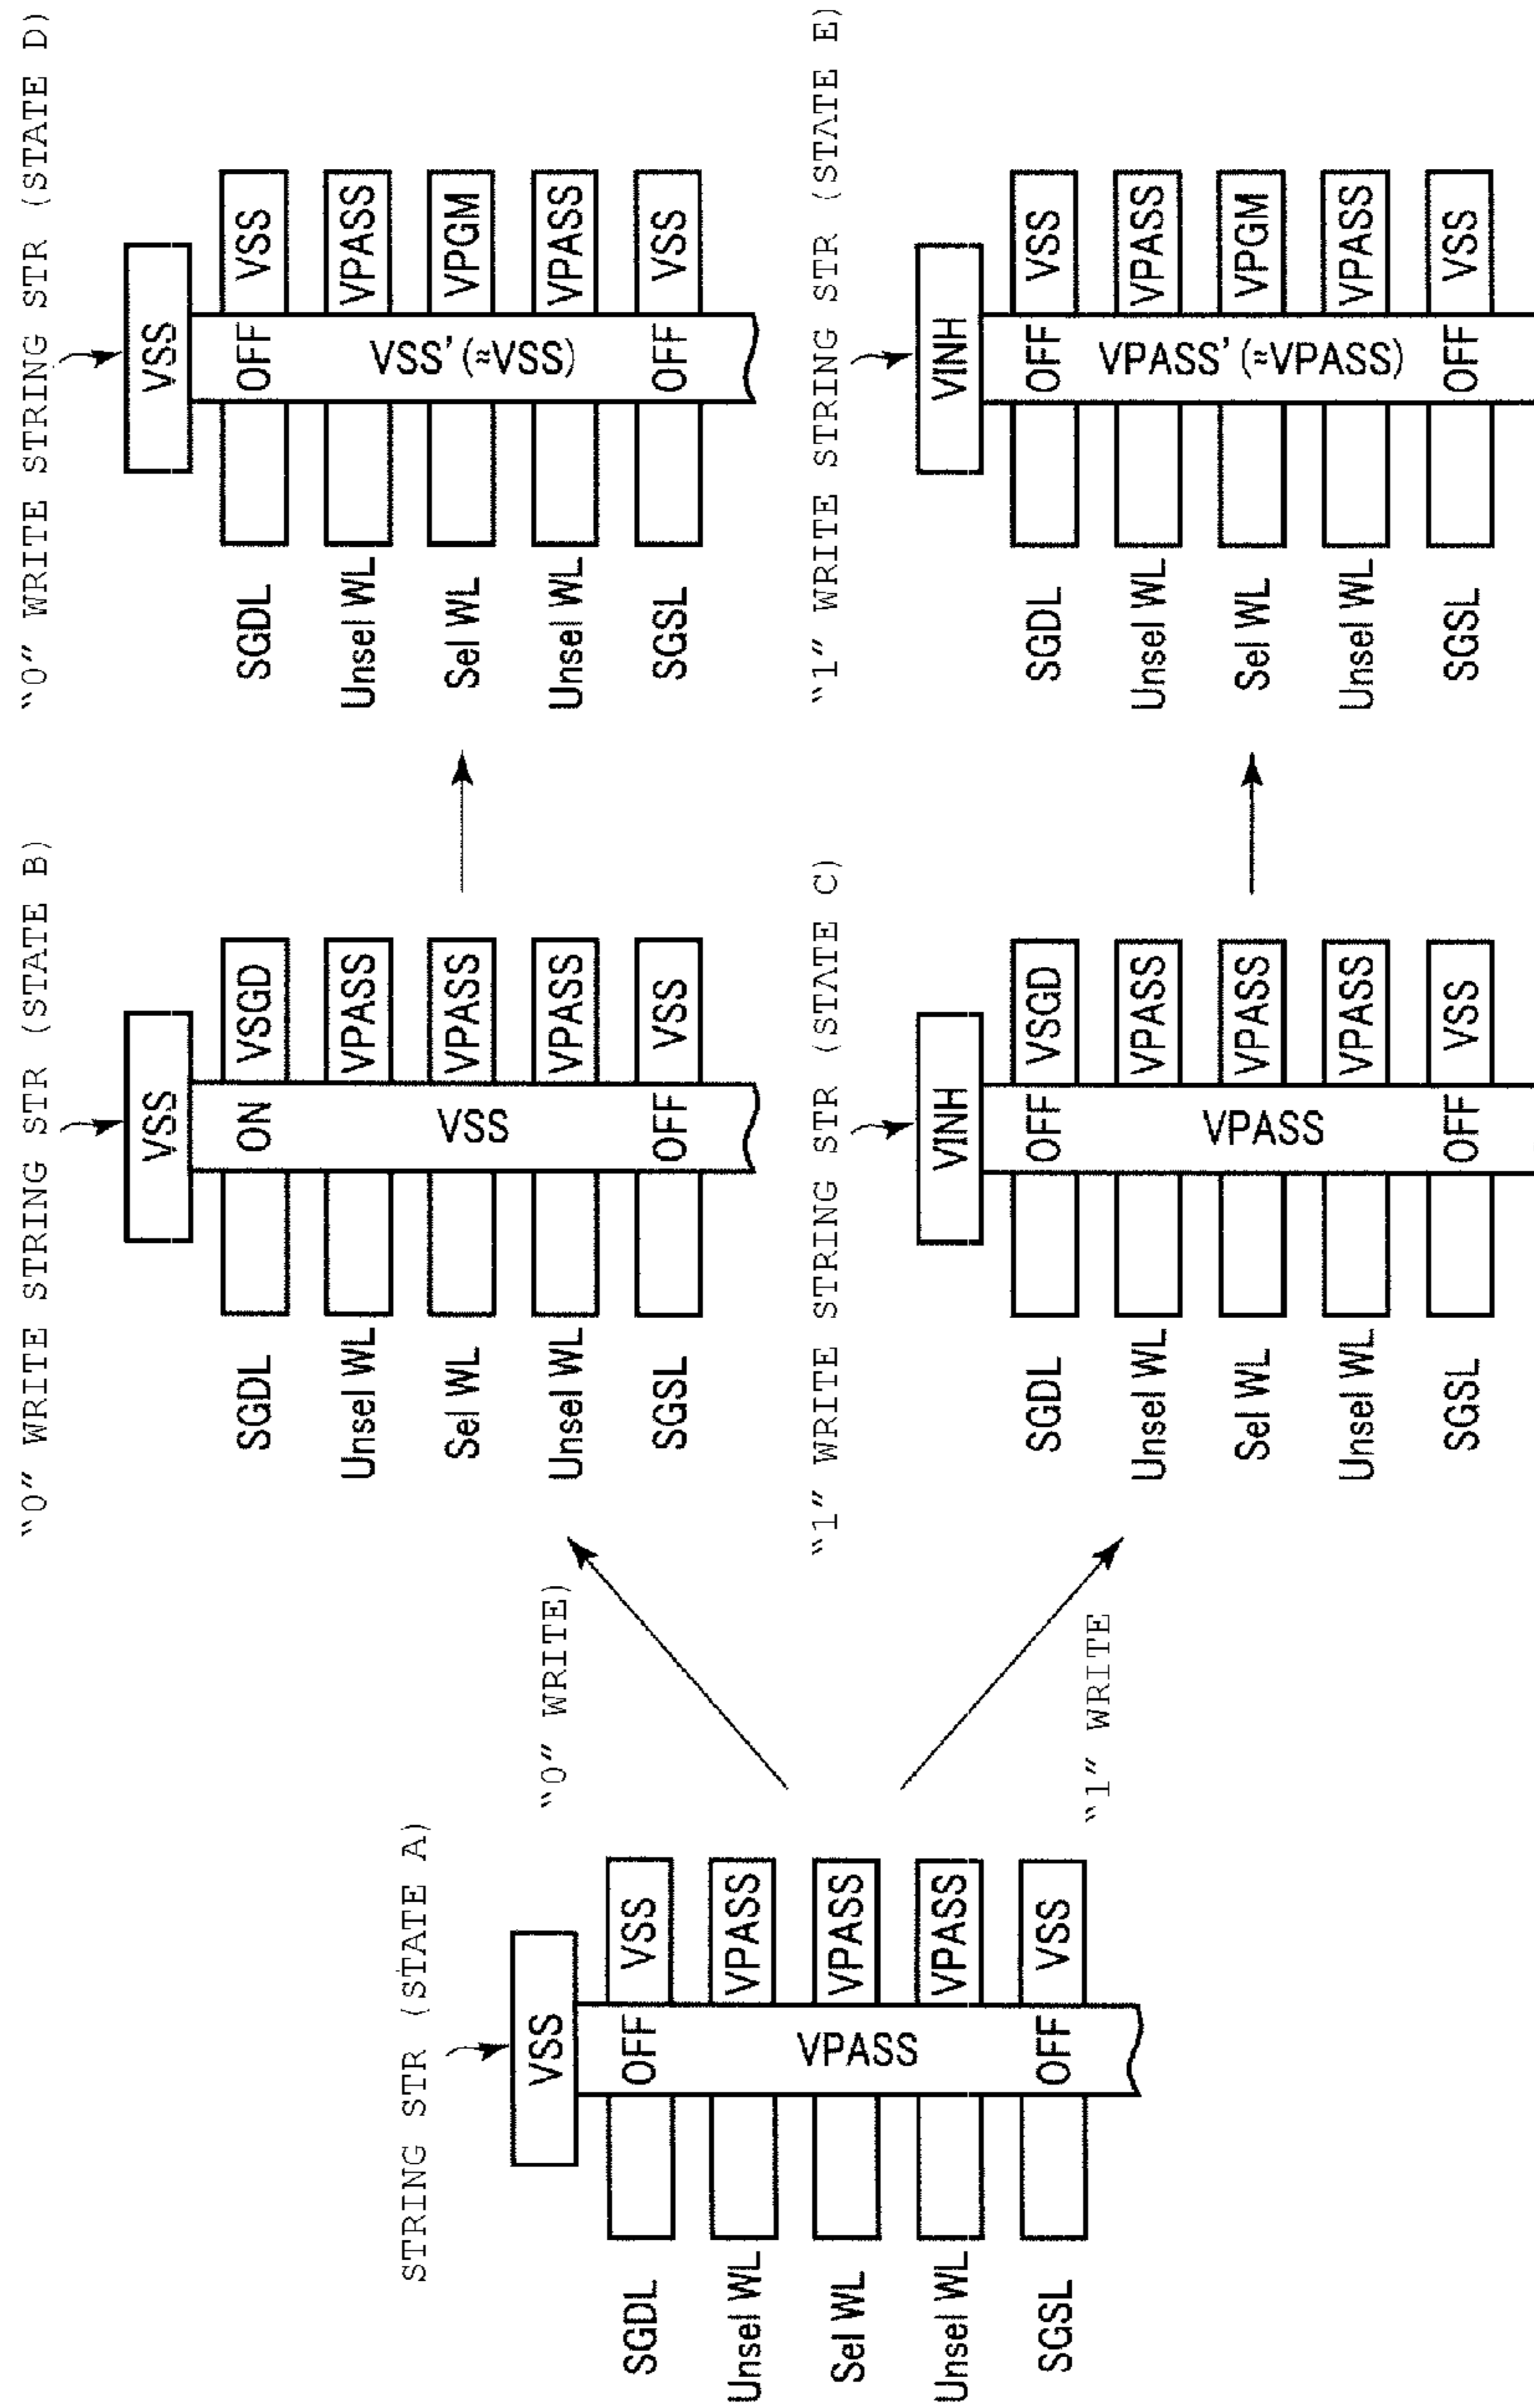 STRING STR (STATE A)
VSS
SGDL OFF VSS
Unsel WL VPASS
Sel WL VPASS VPASS
Unsel WL VPASS
SGSL OFF VSS
"0" WRITE)
"1" WRITE
"0" WRITE STRING STR (STATE B)
VSS
SGDL ON VSGD
Unsel WL VPASS
Sel WL VSS VPASS
Unsel WL VPASS
SGSL OFF VSS
"1" WRITE STRING STR (STATE C)
VINH
SGDL OFF VSGD
Unsel WL VPASS
Sel WL VPASS VPASS
Unsel WL VPASS
SGSL OFF VSS
"0" WRITE STRING STR (STATE D)
VSS
SGDL OFF VSS
Unsel WL VPASS
Sel WL VSS' (≈VSS) VPGM
Unsel WL VPASS
SGSL OFF VSS
"1" WRITE STRING STR (STATE E)
VINH
SGDL OFF VSS
Unsel WL VPASS
Sel WL VPASS' (≈VPASS) VPGM
Unsel WL VPASS
SGSL OFF VSS